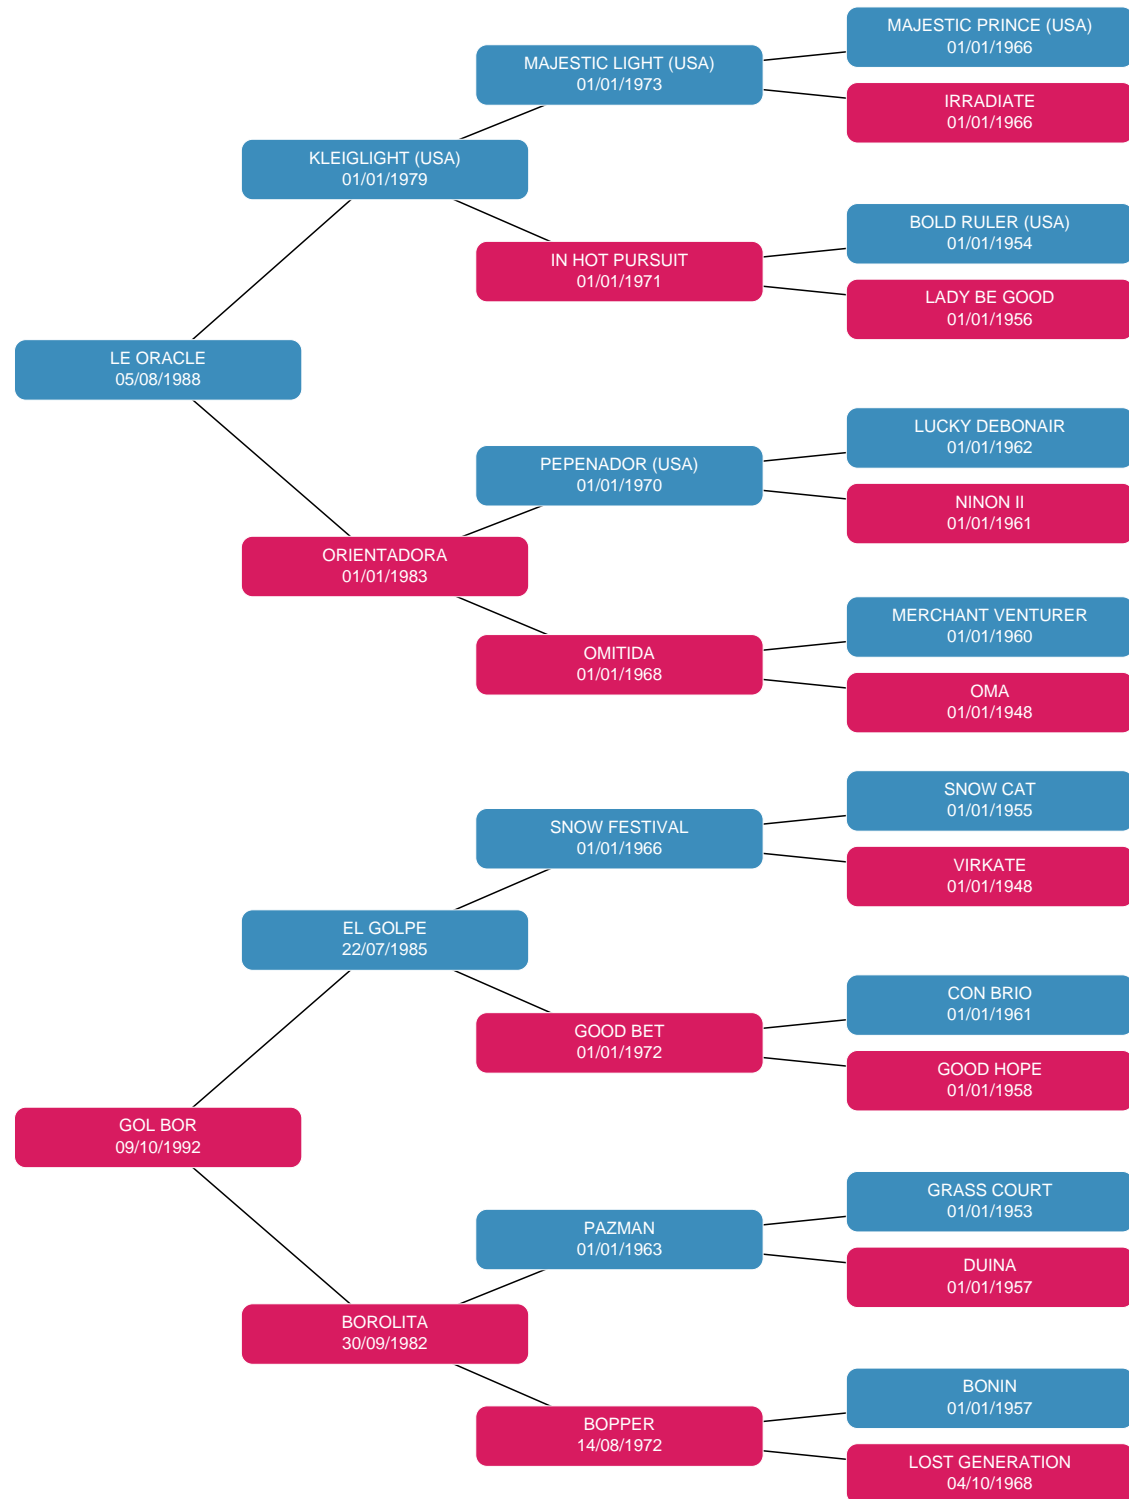 MAJESTIC PRINCE (USA)
01/01/1966
MAJESTIC LIGHT (USA)
01/01/1973
IRRADIATE
01/01/1966
KLEIGLIGHT (USA)
01/01/1979
BOLD RULER (USA)
01/01/1954
IN HOT PURSUIT
01/01/1971
LADY BE GOOD
01/01/1956
LE ORACLE
05/08/1988
LUCKY DEBONAIR
01/01/1962
PEPENADOR (USA)
01/01/1970
NINON II
01/01/1961
ORIENTADORA
01/01/1983
MERCHANT VENTURER
01/01/1960
OMITIDA
01/01/1968
OMA
01/01/1948
SNOW CAT
01/01/1955
SNOW FESTIVAL
01/01/1966
VIRKATE
01/01/1948
EL GOLPE
22/07/1985
CON BRIO
01/01/1961
GOOD BET
01/01/1972
GOOD HOPE
01/01/1958
GOL BOR
09/10/1992
GRASS COURT
01/01/1953
PAZMAN
01/01/1963
DUINA
01/01/1957
BOROLITA
30/09/1982
BONIN
01/01/1957
BOPPER
14/08/1972
LOST GENERATION
04/10/1968